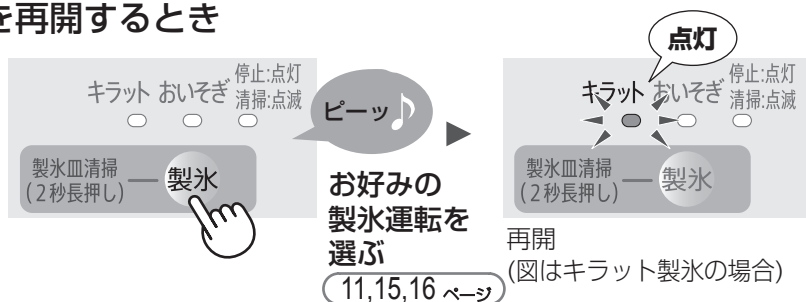 を再開するとき
キラット おいそぎ 停止:点灯
清掃:点滅
製氷皿清掃
(2秒長押し)
製氷
ピーッ♪
お好みの
製氷運転を
選ぶ
11,15,16 ページ
点灯
キラット おいそぎ 停止:点灯
清掃:点滅
製氷皿清掃
(2秒長押し)
製氷
再開
(図はキラット製氷の場合)